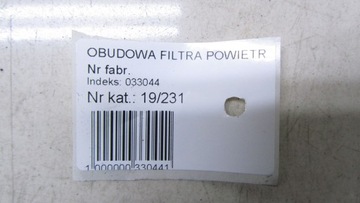 OBUDOWA FILTRA POWIETR
Nr fabr.
Indeks: 033044
Nr kat.: 19/231
1 000000 330441